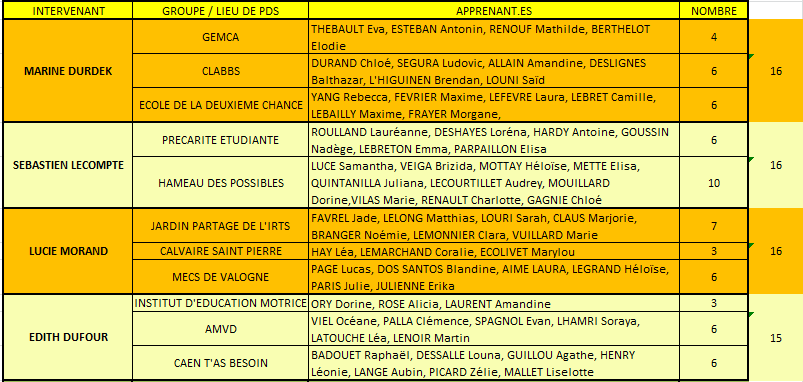 INTERVENANT GROUPE / LIEU DE PDS APPRENANT.ES NOMBRE
MARINE DURDEK 16
GEMCA THEBAULT Eva, ESTEBAN Antonin, RENOUF Mathilde, BERTHELOT 4
Elodie
CLABBS DURAND Chloé, SEGURA Ludovic, ALLAIN Amandine, DESLIGNES 6
Balthazar, L'HIGUINEN Brendan, LOUNI Saïd
ECOLE DE LA DEUXIEME CHANCE YANG Rebecca, FEVRIER Maxime, LEFEVRE Laura, LEBRET Camille, 6
LEBAILLY Maxime, FRAYER Morgane,
SEBASTIEN LECOMPTE 16
PRECARITE ETUDIANTE ROULLAND Lauréanne, DESHAYES Loréna, HARDY Antoine, GOUSSIN 6
Nadège, LEBRETON Emma, PARPAILLON Elisa
HAMEAU DES POSSIBLES LUCE Samantha, VEIGA Brizida, MOTTAY Héloïse, METTE Elisa, 10
QUINTANILLA Juliana, LECOURTILLET Audrey, MOUILLARD
Dorine,VILAS Marie, RENAULT Charlotte, GAGNIE Chloé
LUCIE MORAND 16
JARDIN PARTAGE DE L'IRTS FAVREL Jade, LELONG Matthias, LOURI Sarah, CLAUS Marjorie, 7
BRANGER Noémie, LEMONNIER Clara, VUILLARD Marie
CALVAIRE SAINT PIERRE HAY Léa, LEMARCHAND Coralie, ECOLIVET Marylou 3
MECS DE VALOGNE PAGE Lucas, DOS SANTOS Blandine, AIME LAURA, LEGRAND Héloïse, 6
PARIS Julie, JULIENNE Erika
EDITH DUFOUR 15
INSTITUT D'EDUCATION MOTRICE ORY Dorine, ROSE Alicia, LAURENT Amandine 3
AMVD VIEL Océane, PALLA Clémence, SPAGNOL Evan, LHAMRI Soraya, 6
LATOUCHE Léa, LENOIR Martin
CAEN T'AS BESOIN BADOUET Raphaël, DESSALLE Louna, GUILLOU Agathe, HENRY 6
Léonie, LANGE Aubin, PICARD Zélie, MALLET Liselotte